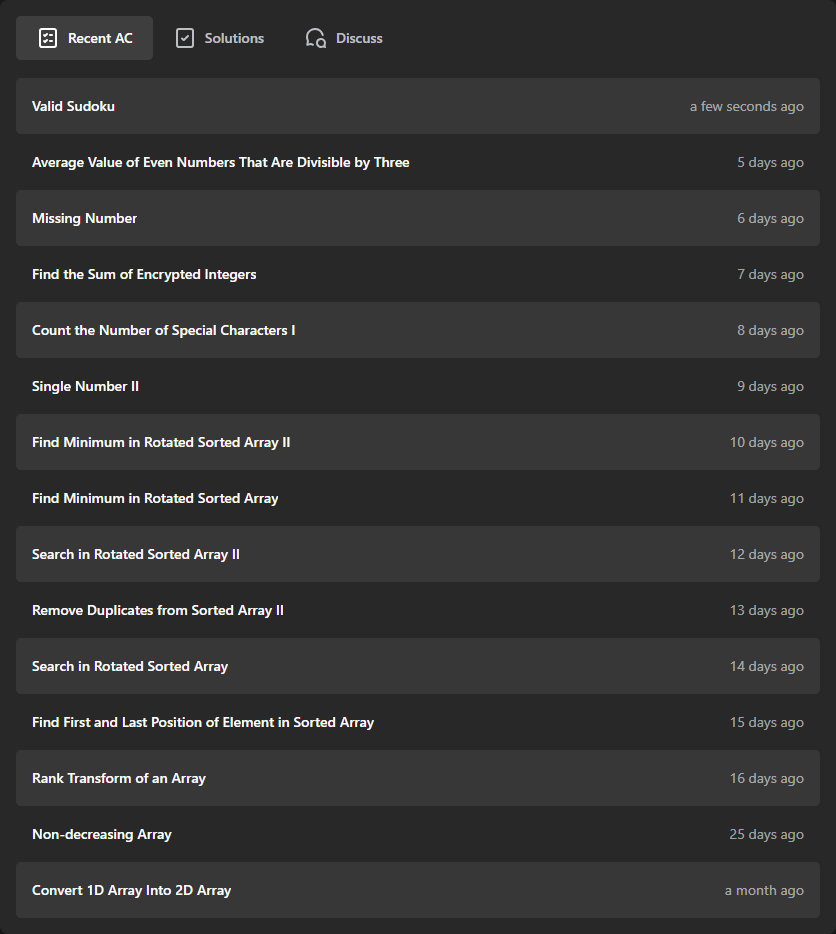 Recent AC Solutions Discuss
Valid Sudoku a few seconds ago
Average Value of Even Numbers That Are Divisible by Three 5 days ago
Missing Number 6 days ago
Find the Sum of Encrypted Integers 7 days ago
Count the Number of Special Characters I 8 days ago
Single Number II 9 days ago
Find Minimum in Rotated Sorted Array II 10 days ago
Find Minimum in Rotated Sorted Array 11 days ago
Search in Rotated Sorted Array II 12 days ago
Remove Duplicates from Sorted Array II 13 days ago
Search in Rotated Sorted Array 14 days ago
Find First and Last Position of Element in Sorted Array 15 days ago
Rank Transform of an Array 16 days ago
Non-decreasing Array 25 days ago
Convert 1D Array Into 2D Array a month ago